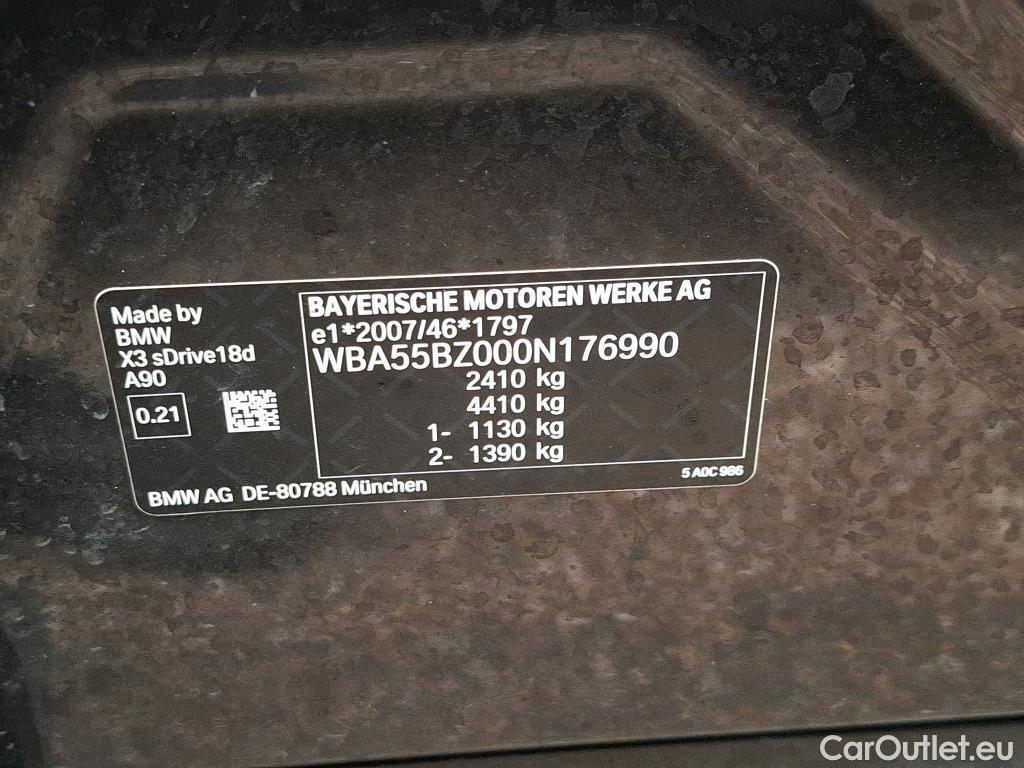 Made by
BMW
X3 sDrive18d
A90
0.21
BAYERISCHE MOTOREN WERKE AG
e1*2007/46*1797
WBA55BZ000N176990
2410 kg
4410 kg
1- 1130 kg
2- 1390 kg
5 A0C 986
BMW AG DE-80788 München
CarOutlet.eu